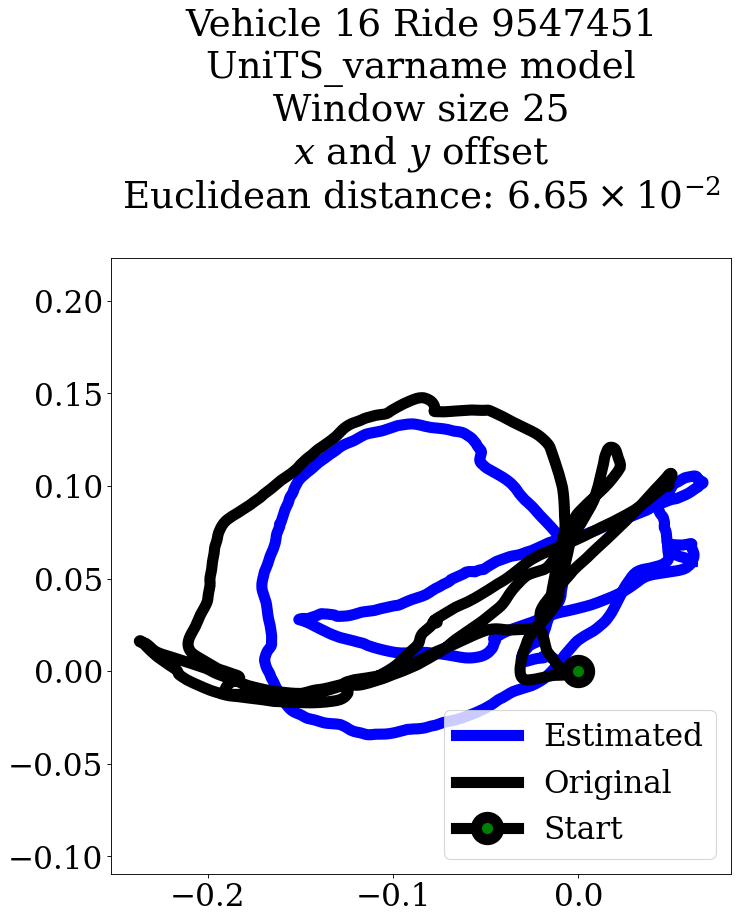 Vehicle 16 Ride 9547451
UniTS_varname model
Window size 25
x and y offset
Euclidean distance: 6.65 × 10⁻²
0.20
0.15
0.10
0.05
0.00
−0.05
−0.10
Estimated
Original
Start
−0.2
−0.1
0.0